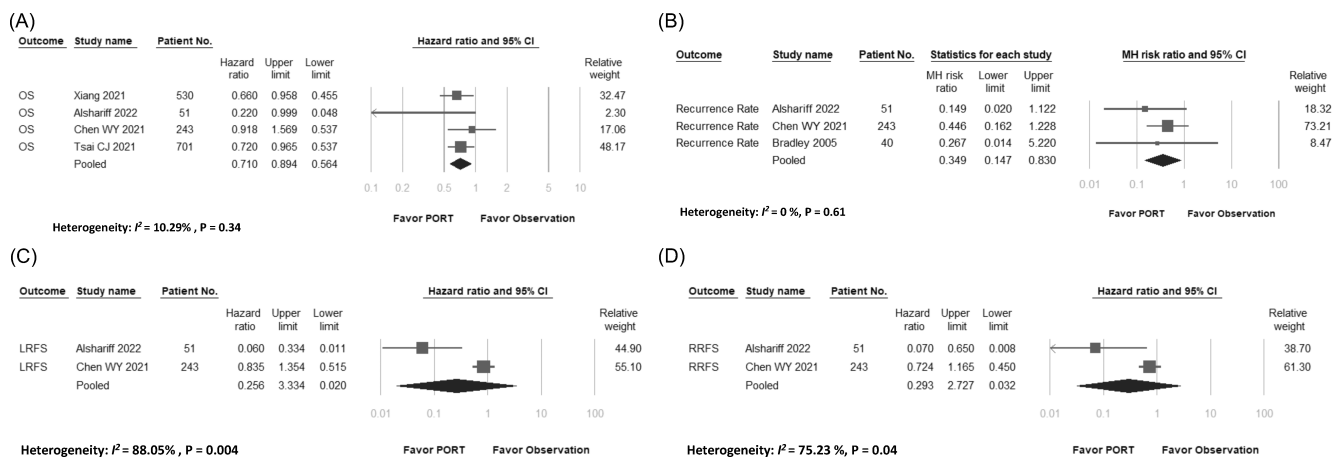 (A)
Outcome Study name Patient No. Hazard ratio and 95% CI
Hazard ratio Upper limit Lower limit Relative weight
OS Xiang 2021 530 0.660 0.958 0.455 32.47
OS Alshariff 2022 51 0.220 0.999 0.048 2.30
OS Chen WY 2021 243 0.918 1.569 0.537 17.06
OS Tsai CJ 2021 701 0.720 0.965 0.537 48.17
Pooled 0.710 0.894 0.564
0.1 0.2 0.5 1 2 5 10
Favor PORT Favor Observation
Heterogeneity: I² = 10.29% , P = 0.34
(B)
Outcome Study name Patient No. Statistics for each study MH risk ratio and 95% CI
MH risk ratio Lower limit Upper limit Relative weight
Recurrence Rate Alshariff 2022 51 0.149 0.020 1.122 18.32
Recurrence Rate Chen WY 2021 243 0.446 0.162 1.228 73.21
Recurrence Rate Bradley 2005 40 0.267 0.014 5.220 8.47
Pooled 0.349 0.147 0.830
0.01 0.1 1 10 100
Favor PORT Favor Observation
Heterogeneity: I² = 0 %, P = 0.61
(C)
Outcome Study name Patient No. Hazard ratio and 95% CI
Hazard ratio Upper limit Lower limit Relative weight
LRFS Alshariff 2022 51 0.060 0.334 0.011 44.90
LRFS Chen WY 2021 243 0.835 1.354 0.515 55.10
Pooled 0.256 3.334 0.020
0.01 0.1 1 10 100
Favor PORT Favor Observation
Heterogeneity: I² = 88.05% , P = 0.004
(D)
Outcome Study name Patient No. Hazard ratio and 95% CI
Hazard ratio Upper limit Lower limit Relative weight
RRFS Alshariff 2022 51 0.070 0.650 0.008 38.70
RRFS Chen WY 2021 243 0.724 1.165 0.450 61.30
Pooled 0.293 2.727 0.032
0.01 0.1 1 10 100
Favor PORT Favor Observation
Heterogeneity: I² = 75.23 %, P = 0.04